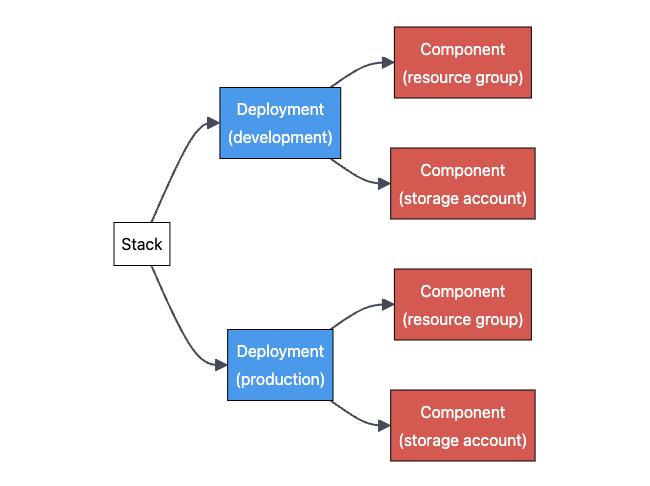 Stack
Deployment
(development)
Component
(resource group)
Component
(storage account)
Deployment
(production)
Component
(resource group)
Component
(storage account)